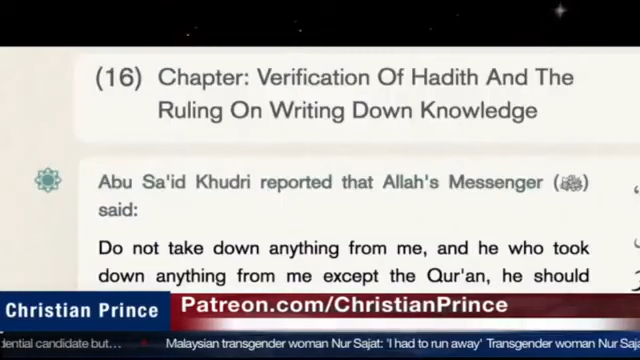 (16) Chapter: Verification Of Hadith And The
Ruling On Writing Down Knowledge
Abu Sa'id Khudri reported that Allah's Messenger (ﷺ)
said:
Do not take down anything from me, and he who took
down anything from me except the Qur'an, he should
Christian Prince
Patreon.com/ChristianPrince
dential candidate but... Malaysian transgender woman Nur Sajat: 'I had to run away' Transgender woman Nur Saja